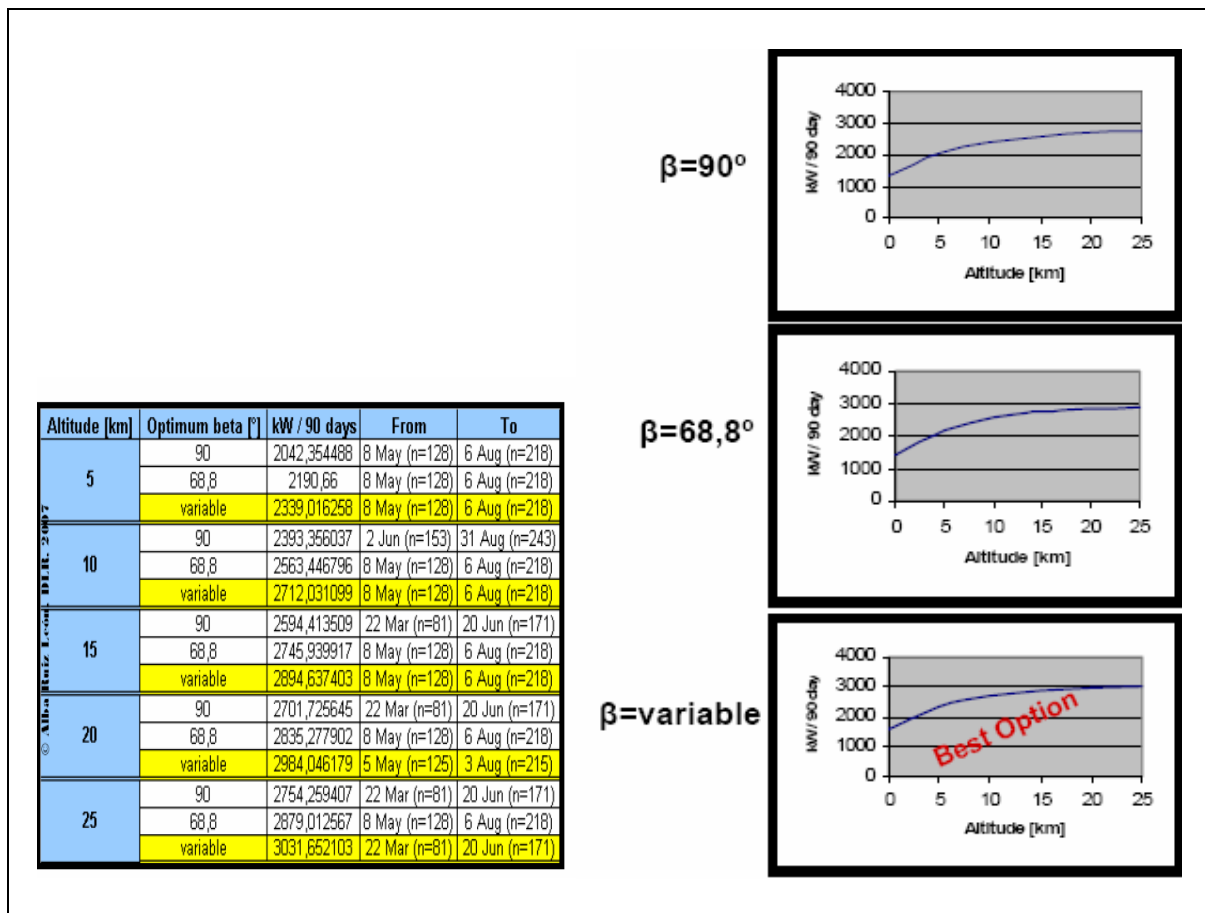 Altitude [km] Optimum beta [°] kW / 90 days From To
5
90 2042,354488 8 May (n=128) 6 Aug (n=218)
68,8 2190,66 8 May (n=128) 6 Aug (n=218)
variable 2339,016258 8 May (n=128) 6 Aug (n=218)
10
90 2393,356037 2 Jun (n=153) 31 Aug (n=243)
68,8 2563,446796 8 May (n=128) 6 Aug (n=218)
variable 2712,031099 8 May (n=128) 6 Aug (n=218)
15
90 2594,413509 22 Mar (n=81) 20 Jun (n=171)
68,8 2745,939917 8 May (n=128) 6 Aug (n=218)
variable 2894,637403 8 May (n=128) 6 Aug (n=218)
20
90 2701,725645 22 Mar (n=81) 20 Jun (n=171)
68,8 2835,277902 8 May (n=128) 6 Aug (n=218)
variable 2984,046179 5 May (n=125) 3 Aug (n=215)
25
90 2754,259407 22 Mar (n=81) 20 Jun (n=171)
68,8 2879,012567 8 May (n=128) 6 Aug (n=218)
variable 3031,652103 22 Mar (n=81) 20 Jun (n=171)
© Alba Ruiz León. DLR. 2007
β=90º
kW / 90 day
4000
3000
2000
1000
0
0 5 10 15 20 25
Altitude [km]
β=68,8º
kW / 90 day
4000
3000
2000
1000
0
0 5 10 15 20 25
Altitude [km]
β=variable
kW / 90 day
4000
3000
2000
1000
0
Best Option
0 5 10 15 20 25
Altitude [km]